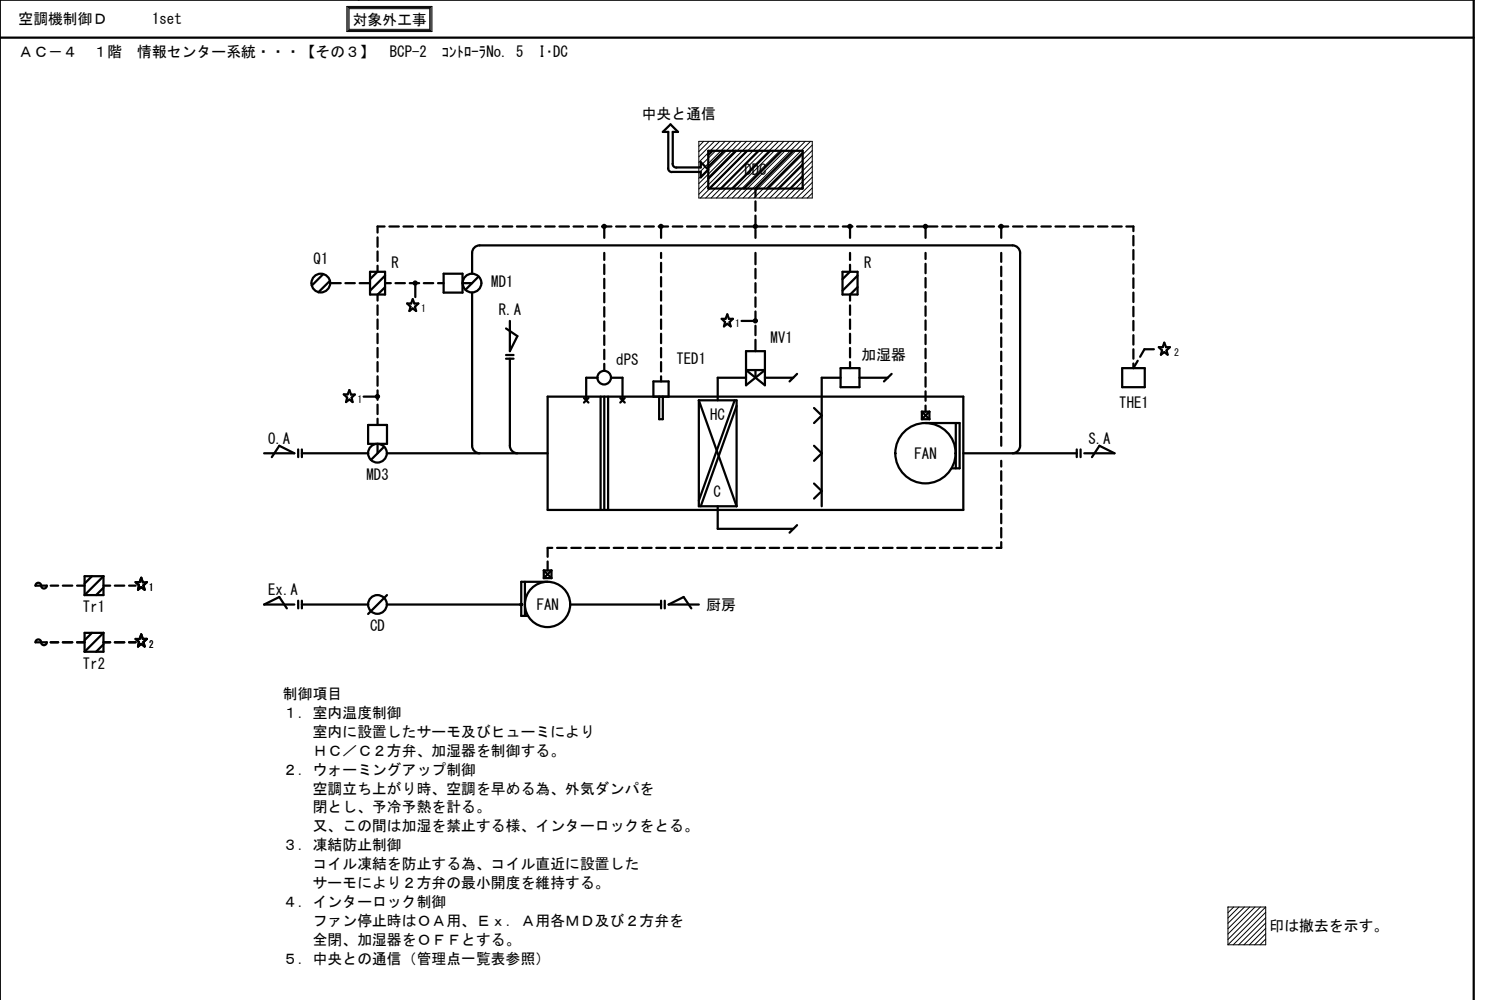 空調機制御D 1set 対象外工事
AC−4 1階 情報センター系統・・・【その3】 BCP-2 ｺﾝﾄﾛｰﾗNo. 5 I･DC
中央と通信
DDC
Q1
R
MD1
R
R.A
☆1
☆1
MV1
dPS
TED1
加湿器
☆2
☆1
THE1
HC
O.A
S.A
FAN
MD3
C
☆1
Tr1
Ex.A
FAN
厨房
CD
☆2
Tr2
制御項目
1．室内温度制御
室内に設置したサーモ及びヒューミにより
HC／C2方弁、加湿器を制御する。
2．ウォーミングアップ制御
空調立ち上がり時、空調を早める為、外気ダンパを
閉とし、予冷予熱を計る。
又、この間は加湿を禁止する様、インターロックをとる。
3．凍結防止制御
コイル凍結を防止する為、コイル直近に設置した
サーモにより2方弁の最小開度を維持する。
4．インターロック制御
ファン停止時はOA用、Ex．A用各MD及び2方弁を
全閉、加湿器をOFFとする。
5．中央との通信（管理点一覧表参照）
印は撤去を示す。